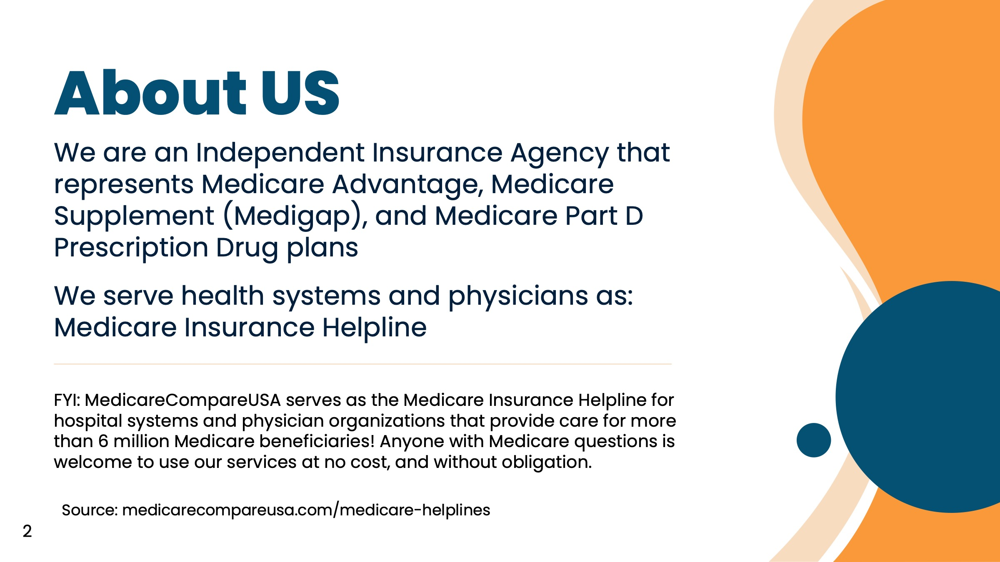 About US
We are an Independent Insurance Agency that
represents Medicare Advantage, Medicare
Supplement (Medigap), and Medicare Part D
Prescription Drug plans
We serve health systems and physicians as:
Medicare Insurance Helpline
FYI: MedicareCompareUSA serves as the Medicare Insurance Helpline for
hospital systems and physician organizations that provide care for more
than 6 million Medicare beneficiaries! Anyone with Medicare questions is
welcome to use our services at no cost, and without obligation.
Source: medicarecompareusa.com/medicare-helplines
2